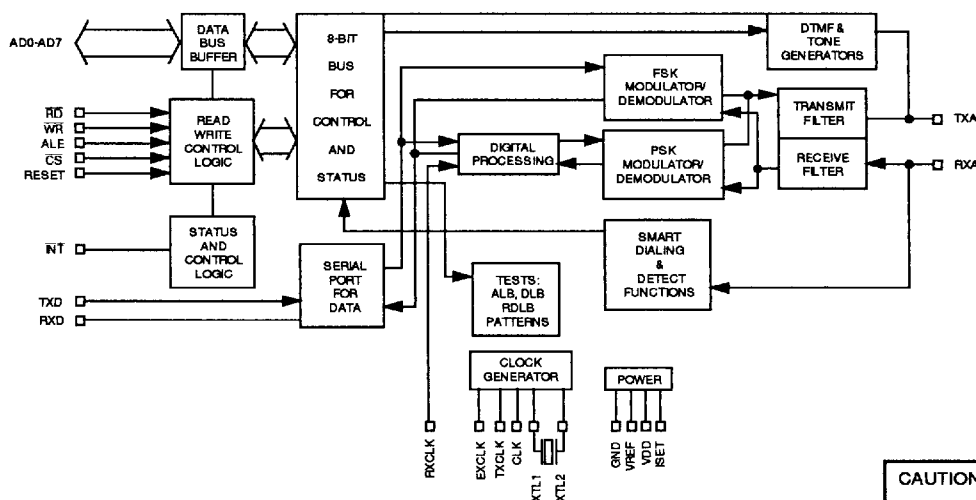 AD0-AD7
DATA
BUS
BUFFER
8-BIT
BUS
FOR
CONTROL
AND
STATUS
DTMF &
TONE
GENERATORS
FSK
MODULATOR/
DEMODULATOR
RD
WR
ALE
CS
RESET
READ
WRITE
CONTROL
LOGIC
DIGITAL
PROCESSING
PSK
MODULATOR/
DEMODULATOR
TRANSMIT
FILTER
RECEIVE
FILTER
TXA
RXA
INT
STATUS
AND
CONTROL
LOGIC
TXD
RXD
SERIAL
PORT
FOR
DATA
TESTS:
ALB, DLB
RDLB
PATTERNS
SMART
DIALING
&
DETECT
FUNCTIONS
CLOCK
GENERATOR
POWER
RXCLK
EXCLK
TXCLK
CLK
XTL1
XTL2
GND
VREF
VDD
ISET
CAUTION